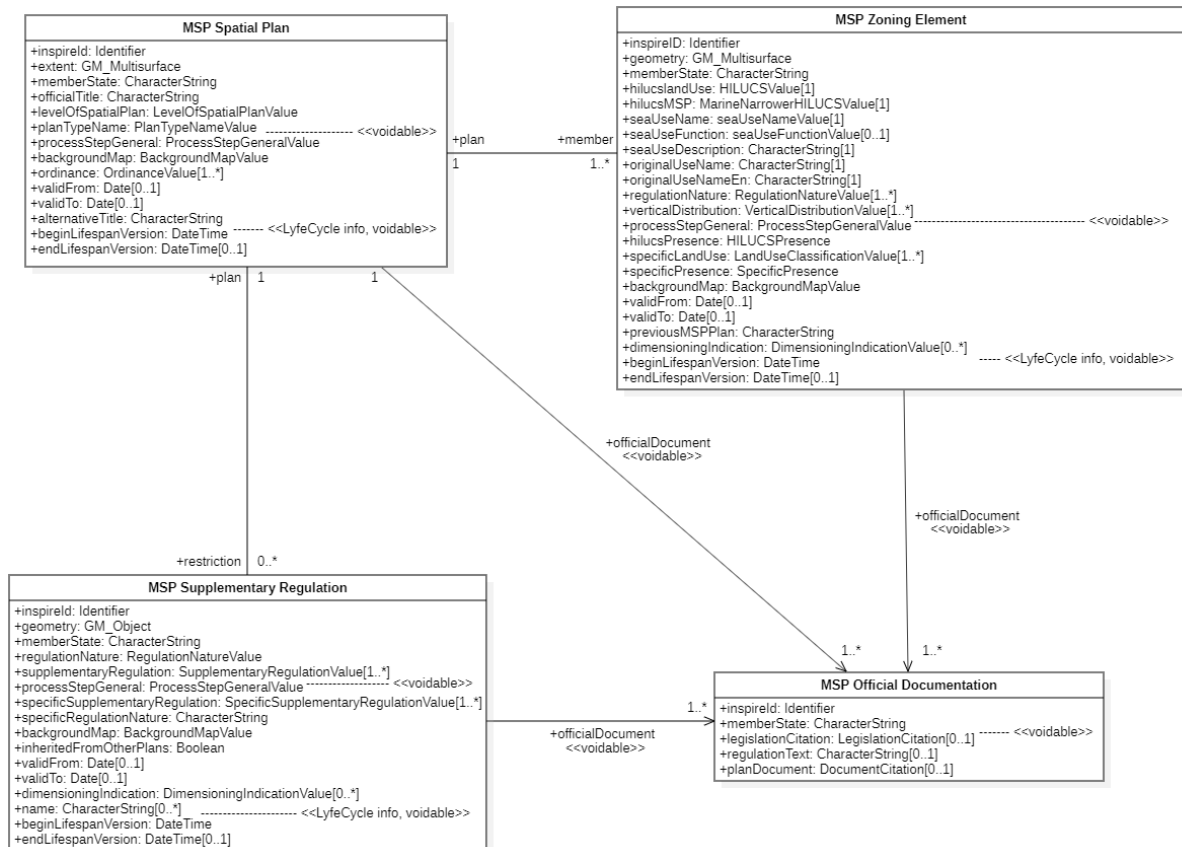 MSP Spatial Plan
+inspireId: Identifier
+extent: GM_Multisurface
+memberState: CharacterString
+officialTitle: CharacterString
+levelOfSpatialPlan: LevelOfSpatialPlanValue
+planTypeName: PlanTypeNameValue -------------------- <<voidable>>
+processStepGeneral: ProcessStepGeneralValue
+backgroundMap: BackgroundMapValue
+ordinance: OrdinanceValue[1..*]
+validFrom: Date[0..1]
+validTo: Date[0..1]
+alternativeTitle: CharacterString
+beginLifespanVersion: DateTime ------- <<LyfeCycle info, voidable>>
+endLifespanVersion: DateTime[0..1]
+plan
1
+member
1..*
MSP Zoning Element
+inspireID: Identifier
+geometry: GM_Multisurface
+memberState: CharacterString
+hilucslandUse: HILUCSValue[1]
+hilucsMSP: MarineNarrowerHILUCSValue[1]
+seaUseName: seaUseNameValue[1]
+seaUseFunction: seaUseFunctionValue[0..1]
+seaUseDescription: CharacterString[1]
+originalUseName: CharacterString[1]
+originalUseNameEn: CharacterString[1]
+regulationNature: RegulationNatureValue[1..*]
+verticalDistribution: VerticalDistributionValue[1..*]
+processStepGeneral: ProcessStepGeneralValue --------------------------------------- <<voidable>>
+hilucsPresence: HILUCSPresence
+specificLandUse: LandUseClassificationValue[1..*]
+specificPresence: SpecificPresence
+backgroundMap: BackgroundMapValue
+validFrom: Date[0..1]
+validTo: Date[0..1]
+previousMSPPlan: CharacterString
+dimensioningIndication: DimensioningIndicationValue[0..*] ----- <<LyfeCycle info, voidable>>
+beginLifespanVersion: DateTime
+endLifespanVersion: DateTime[0..1]
+plan
1
1
+officialDocument
<<voidable>>
+officialDocument
<<voidable>>
+restriction
0..*
MSP Supplementary Regulation
+inspireId: Identifier
+geometry: GM_Object
+memberState: CharacterString
+regulationNature: RegulationNatureValue
+supplementaryRegulation: SupplementaryRegulationValue[1..*]
+processStepGeneral: ProcessStepGeneralValue -------------------- <<voidable>>
+specificSupplementaryRegulation: SpecificSupplementaryRegulationValue[1..*]
+specificRegulationNature: CharacterString
+backgroundMap: BackgroundMapValue
+inheritedFromOtherPlans: Boolean
+validFrom: Date[0..1]
+validTo: Date[0..1]
+dimensioningIndication: DimensioningIndicationValue[0..*]
+name: CharacterString[0..*] ---------------------- <<LyfeCycle info, voidable>>
+beginLifespanVersion: DateTime
+endLifespanVersion: DateTime[0..1]
1..*
+officialDocument
<<voidable>>
1..*
1..*
MSP Official Documentation
+inspireId: Identifier
+memberState: CharacterString
+legislationCitation: LegislationCitation[0..1] ------- <<voidable>>
+regulationText: CharacterString[0..1]
+planDocument: DocumentCitation[0..1]